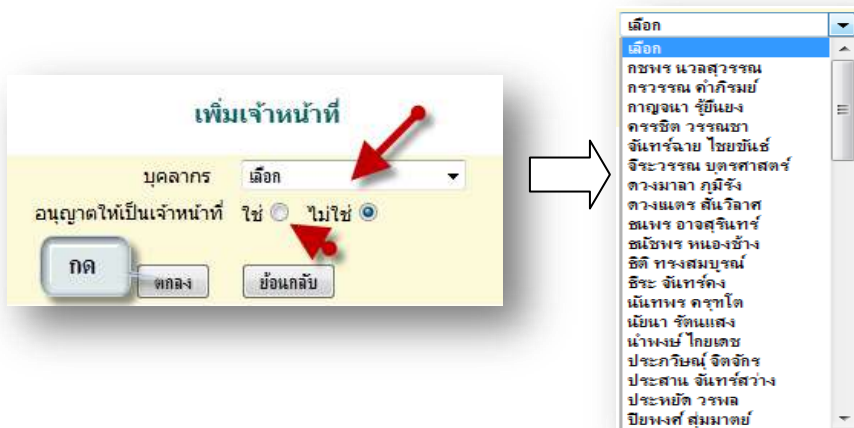 เพิ่มเจ้าหน้าที่
บุคลากร เลือก
อนุญาตให้เป็นเจ้าหน้าที่ ใช่ ไม่ใช่
กด
ตกลง ย้อนกลับ
เลือก
เลือก
กชพร นวลสุวรรณ
กรวรรณ คำภิรมย์
กาญจนา รู้ยืนยง
ครรชิต วรรณชา
จันทร์ฉาย ไชยขันธ์
จิระวรรณ บุตรศาสตร์
ดวงมาลา ภูมิรัง
ดวงเนตร สันวิลาศ
ธนพร อาจสุรินทร์
ธนัชพร หนองช้าง
ธิติ ทรงสมบูรณ์
ธีระ จันทร์คง
นันทพร ครุฑโต
นัยนา รัตนแสง
นำพงษ์ ไกยเดช
ประภวิษณุ์ จิตจักร
ประสาน จันทร์สว่าง
ประหยัด วรพล
ปิยพงศ์ สุ่มมาตย์